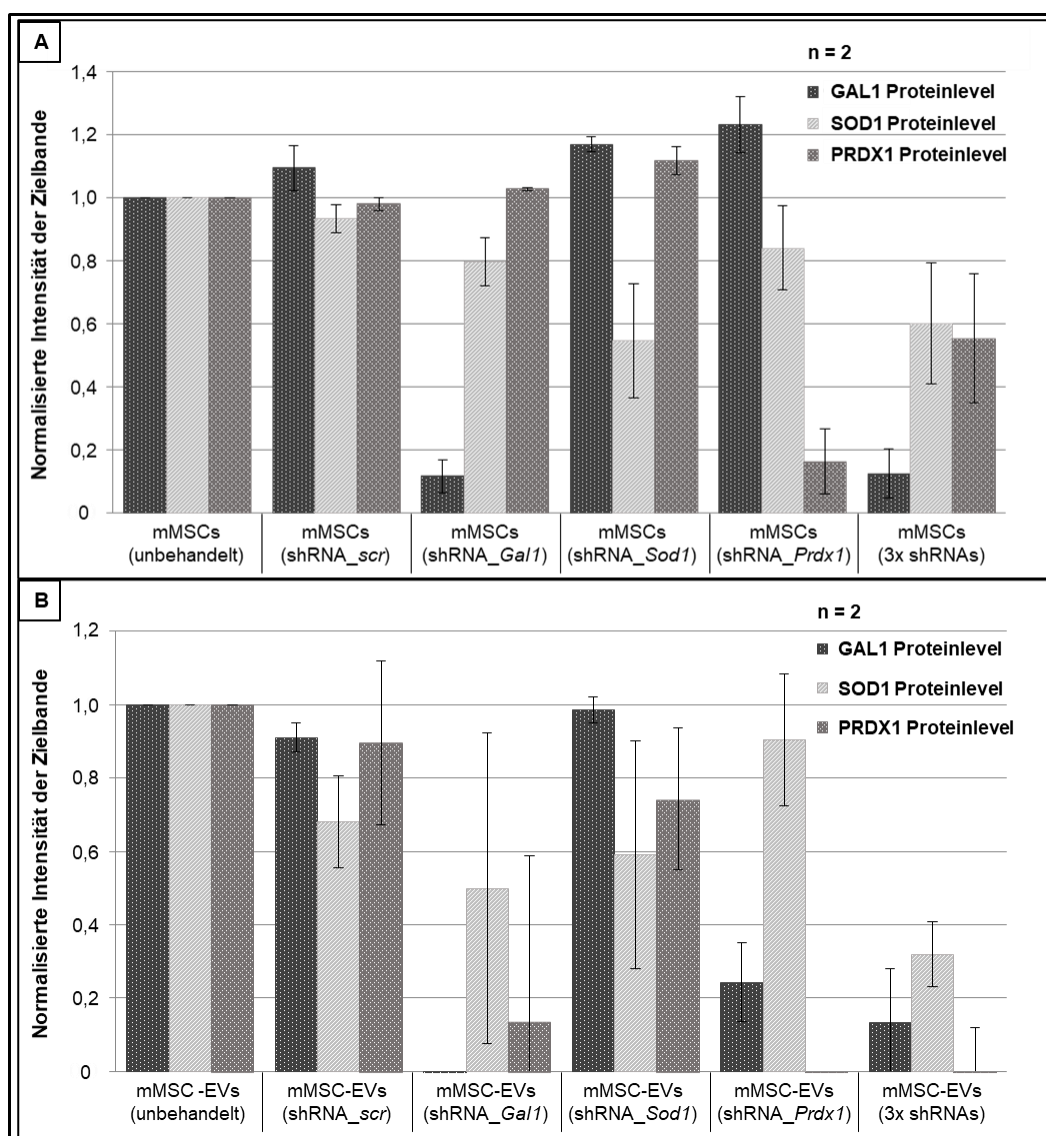 A
n = 2
GAL1 Proteinlevel
SOD1 Proteinlevel
PRDX1 Proteinlevel
Normalisierte Intensität der Zielbande
1,4
1,2
1,0
0,8
0,6
0,4
0,2
0
mMSCs (unbehandelt)
mMSCs (shRNA_scr)
mMSCs (shRNA_Gal1)
mMSCs (shRNA_Sod1)
mMSCs (shRNA_Prdx1)
mMSCs (3x shRNAs)
B
n = 2
GAL1 Proteinlevel
SOD1 Proteinlevel
PRDX1 Proteinlevel
Normalisierte Intensität der Zielbande
1,2
1,0
0,8
0,6
0,4
0,2
0
mMSC -EVs (unbehandelt)
mMSC-EVs (shRNA_scr)
mMSC-EVs (shRNA_Gal1)
mMSC-EVs (shRNA_Sod1)
mMSC-EVs (shRNA_Prdx1)
mMSC-EVs (3x shRNAs)